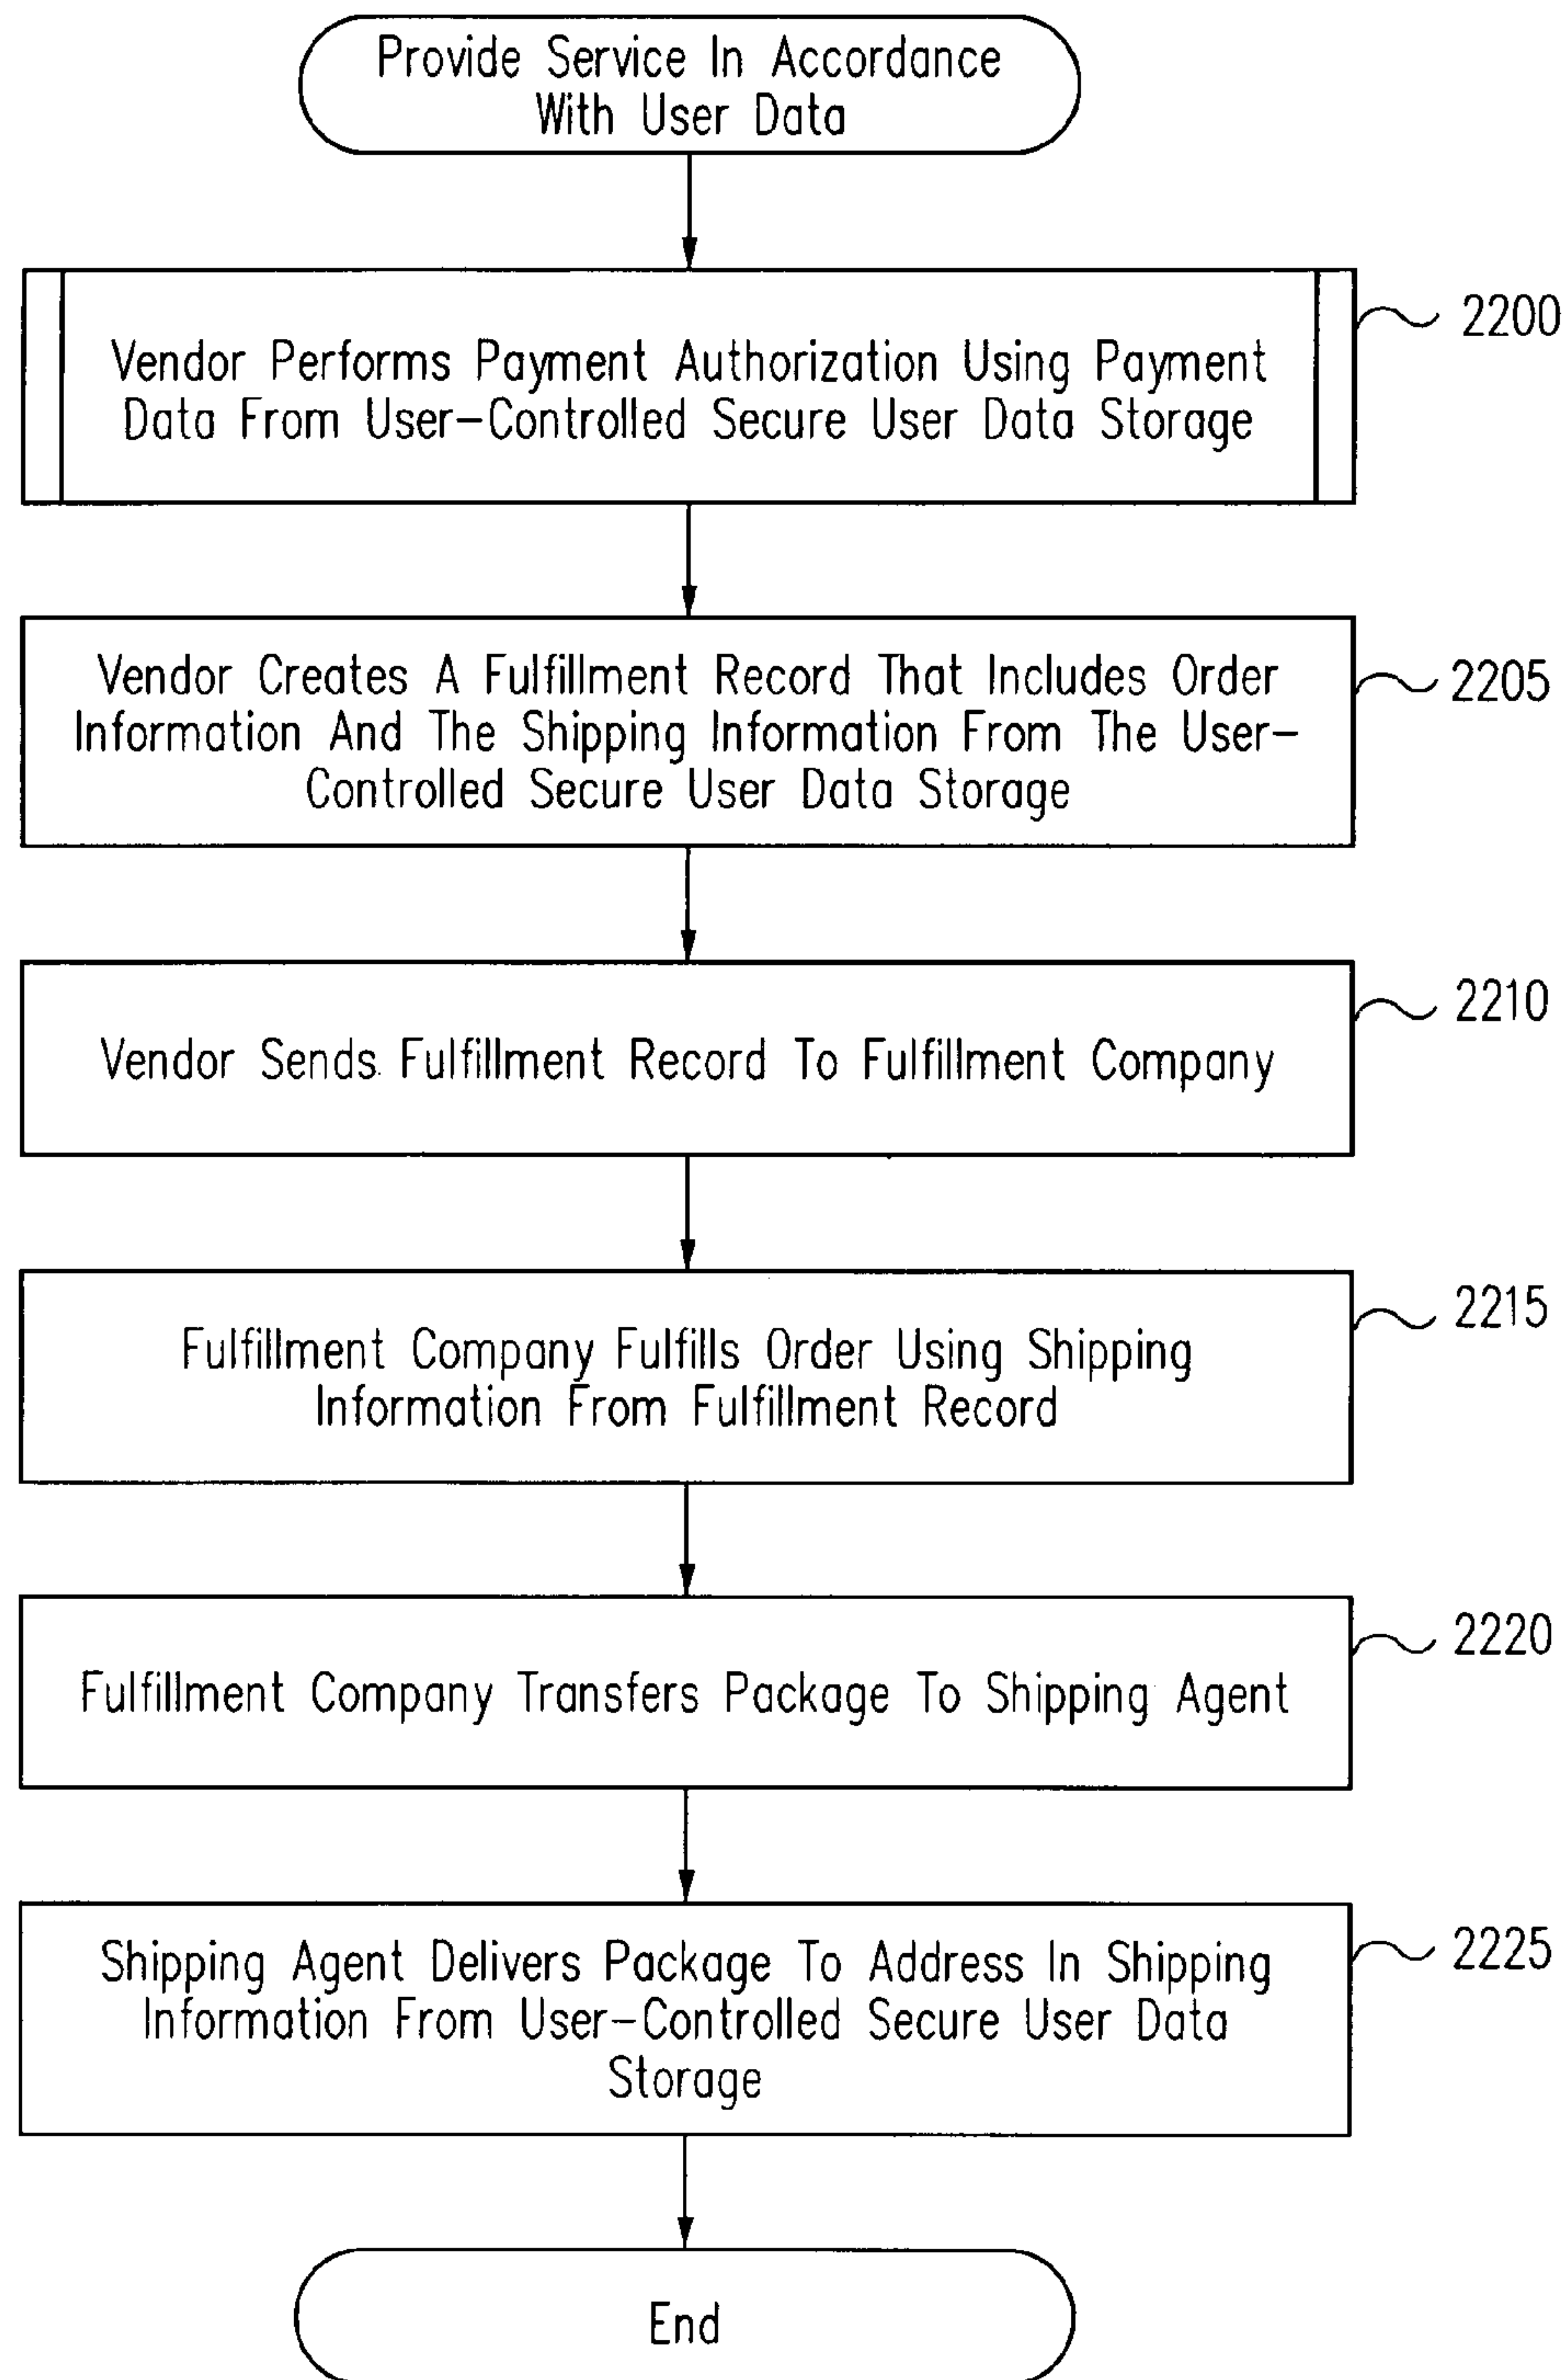 Provide Service In Accordance
With User Data
Vendor Performs Payment Authorization Using Payment
Data From User-Controlled Secure User Data Storage
2200
Vendor Creates A Fulfillment Record That Includes Order
Information And The Shipping Information From The User-
Controlled Secure User Data Storage
2205
Vendor Sends Fulfillment Record To Fulfillment Company
2210
Fulfillment Company Fulfills Order Using Shipping
Information From Fulfillment Record
2215
Fulfillment Company Transfers Package To Shipping Agent
2220
Shipping Agent Delivers Package To Address In Shipping
Information From User-Controlled Secure User Data
Storage
2225
End